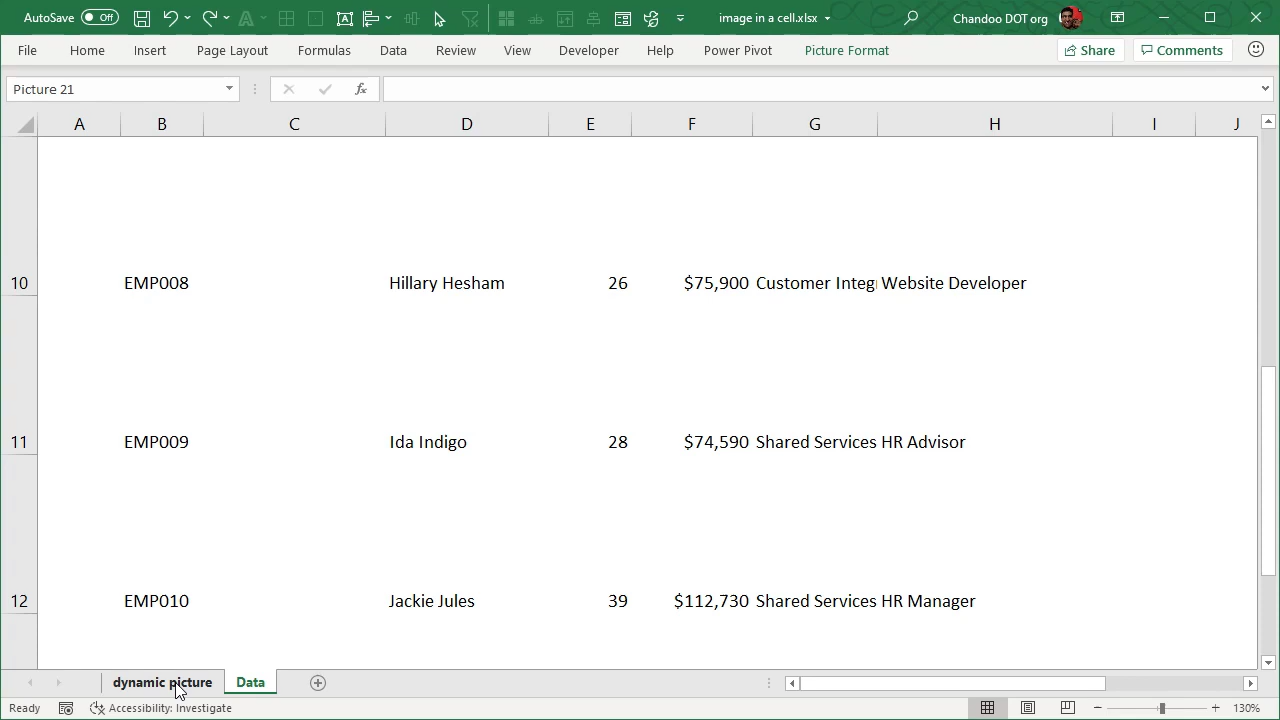 AutoSave Off image in a cell.xlsx Chandoo DOT org
File Home Insert Page Layout Formulas Data Review View Developer Help Power Pivot Picture Format Share Comments
Picture 21 fx
A B C D E F G H I J
10 EMP008 Hillary Hesham 26 $75,900 Customer Integ Website Developer
11 EMP009 Ida Indigo 28 $74,590 Shared Services HR Advisor
12 EMP010 Jackie Jules 39 $112,730 Shared Services HR Manager
dynamic picture Data
Ready Accessibility: Investigate 130%